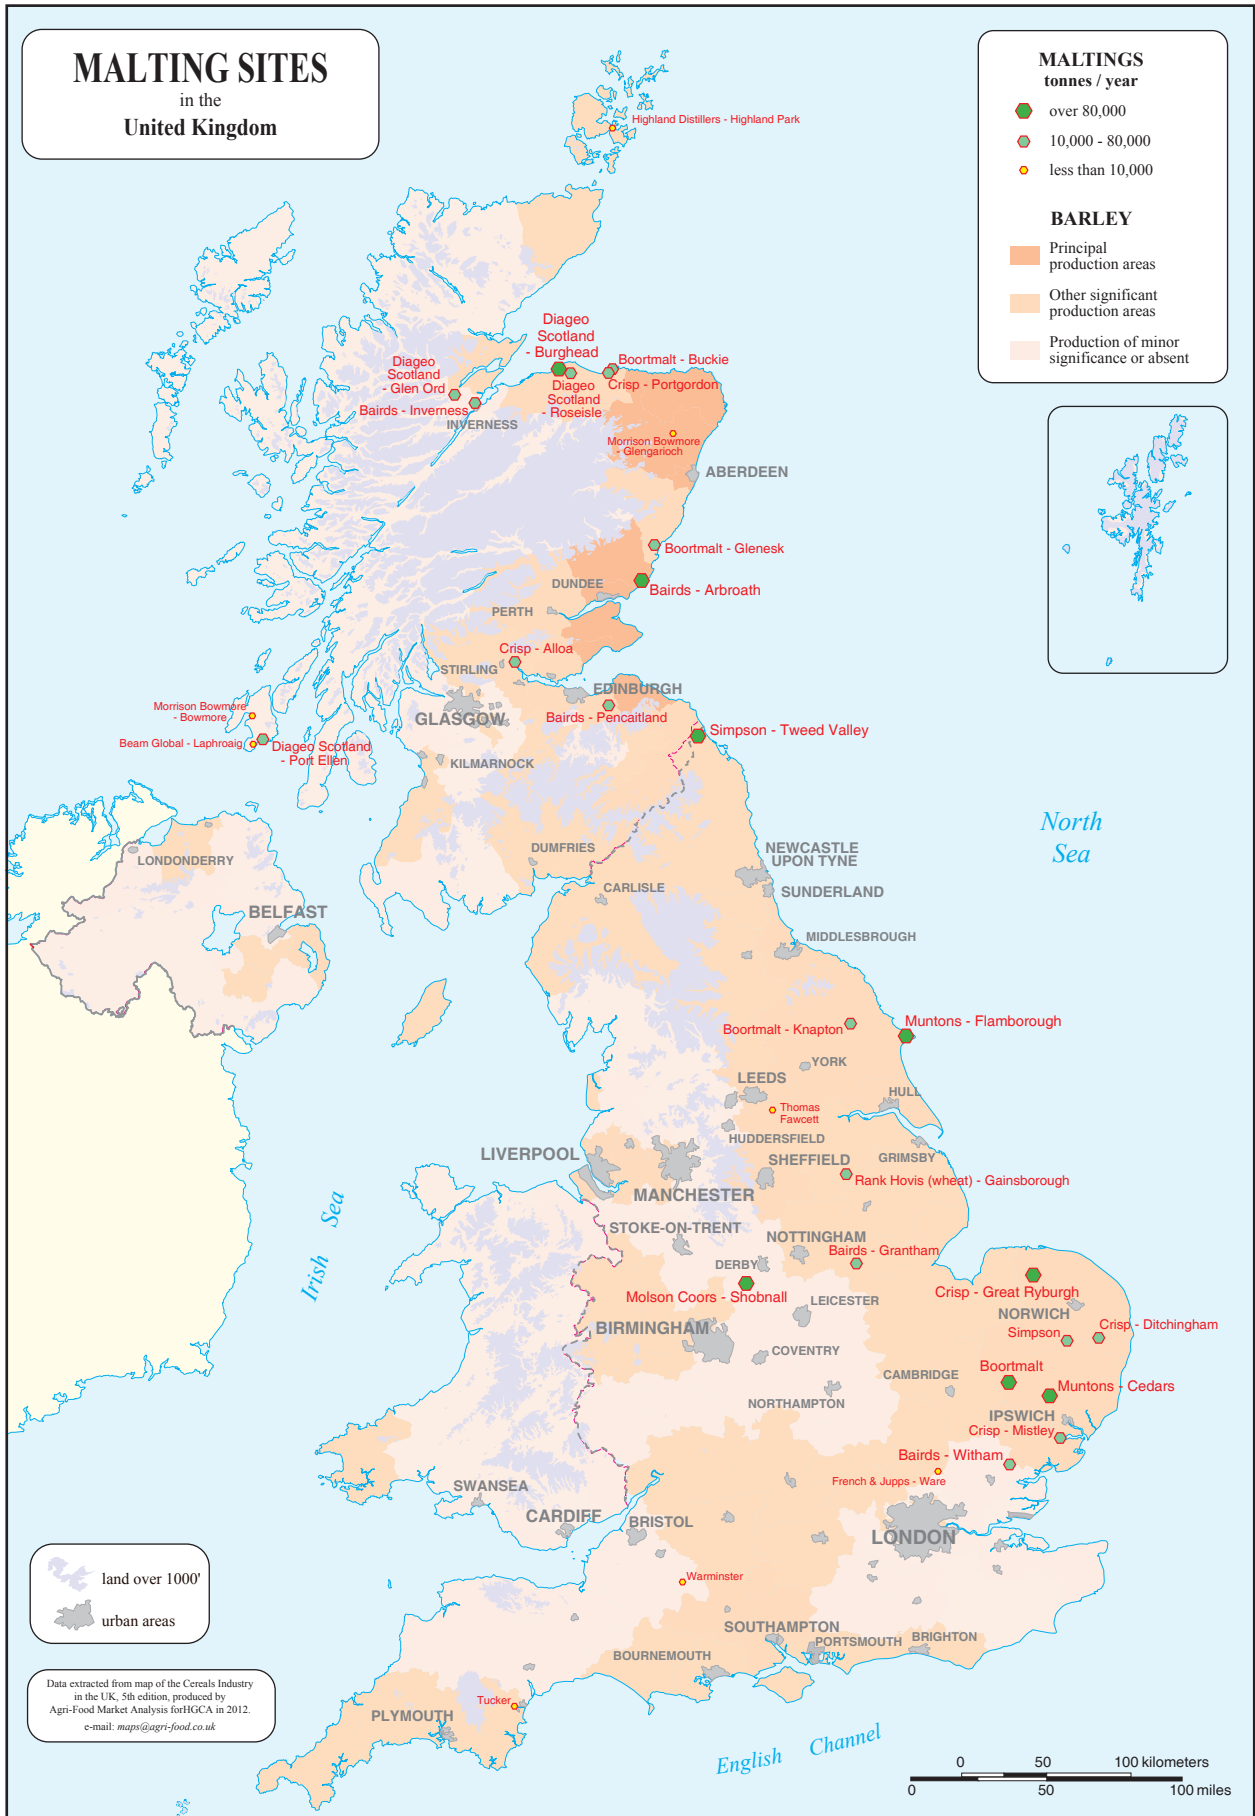 MALTING SITES
in the
United Kingdom
MALTINGS
tonnes / year
over 80,000
10,000 - 80,000
less than 10,000
BARLEY
Principal
production areas
Other significant
production areas
Production of minor
significance or absent
Highland Distillers - Highland Park
Diageo
Scotland
- Burghead
Boortmalt - Buckie
Diageo
Scotland
- Glen Ord
Diageo
Scotland
- Roseisle
Crisp - Portgordon
Bairds - Inverness
INVERNESS
Morrison Bowmore
- Glengarioch
ABERDEEN
Boortmalt - Glenesk
DUNDEE
Bairds - Arbroath
PERTH
Crisp - Alloa
STIRLING
EDINBURGH
Morrison Bowmore
- Bowmore
GLASGOW
Bairds - Pencaitland
Simpson - Tweed Valley
Beam Global - Laphroaig
Diageo Scotland
- Port Ellen
KILMARNOCK
North
Sea
LONDONDERRY
DUMFRIES
NEWCASTLE
UPON TYNE
CARLISLE
SUNDERLAND
BELFAST
MIDDLESBROUGH
Boortmalt - Knapton
Muntons - Flamborough
YORK
LEEDS
HULL
Thomas
Fawcett
HUDDERSFIELD
LIVERPOOL
SHEFFIELD
GRIMSBY
Rank Hovis (wheat) - Gainsborough
MANCHESTER
Irish Sea
STOKE-ON-TRENT
NOTTINGHAM
Bairds - Grantham
DERBY
Molson Coors - Shobnall
Crisp - Great Ryburgh
LEICESTER
NORWICH
BIRMINGHAM
Simpson
Crisp - Ditchingham
COVENTRY
Boortmalt
CAMBRIDGE
Muntons - Cedars
NORTHAMPTON
IPSWICH
Crisp - Mistley
Bairds - Witham
French & Jupps - Ware
SWANSEA
CARDIFF
BRISTOL
LONDON
Warminster
SOUTHAMPTON
PORTSMOUTH
BRIGHTON
BOURNEMOUTH
Tucker
PLYMOUTH
English Channel
land over 1000'
urban areas
Data extracted from map of the Cereals Industry
in the UK, 5th edition, produced by
Agri-Food Market Analysis forHGCA in 2012.
e-mail: maps@agri-food.co.uk
0 50 100 kilometers
0 50 100 miles